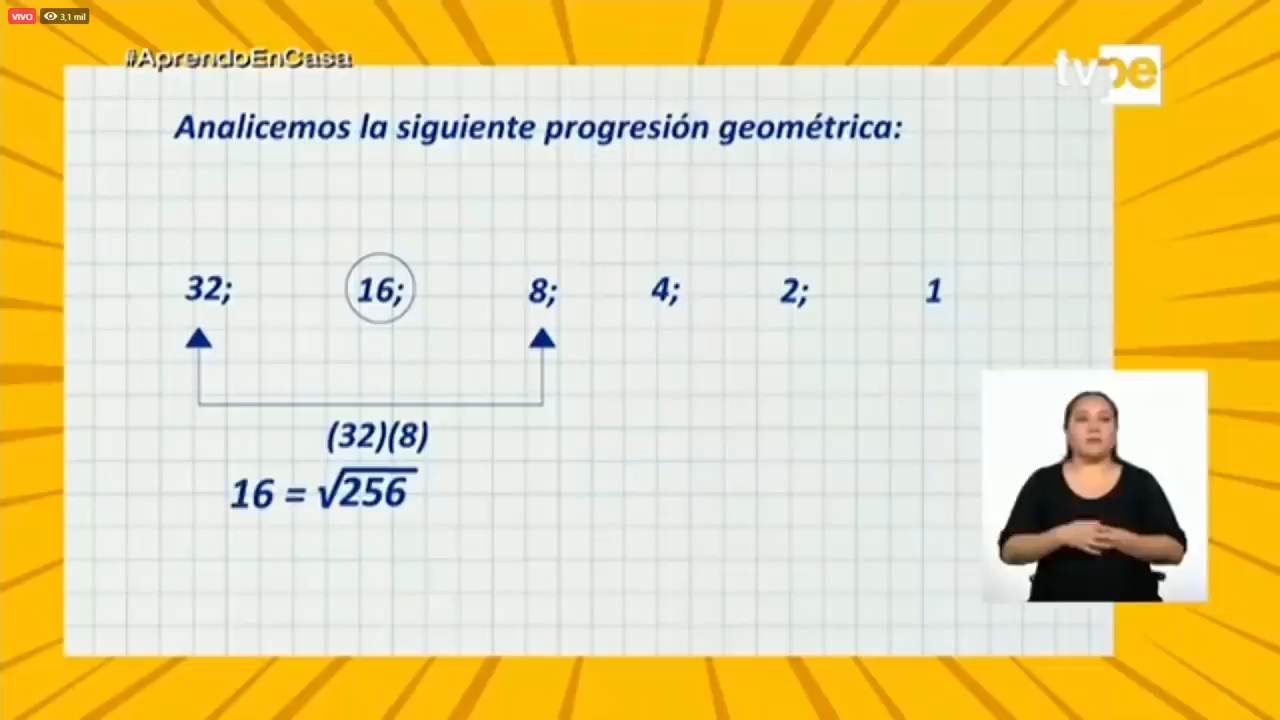 VIVO 3,1 mil
#AprendoEnCasa
tvpe
Analicemos la siguiente progresión geométrica:
32; 16; 8; 4; 2; 1
(32)(8)
16 = √256